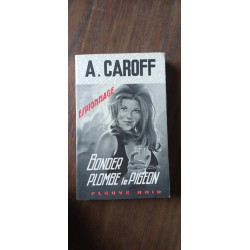 A. CAROFF
ESPIONNAGE
BONDER
PLOMBE le PIGEON
FLEUVE NOIR